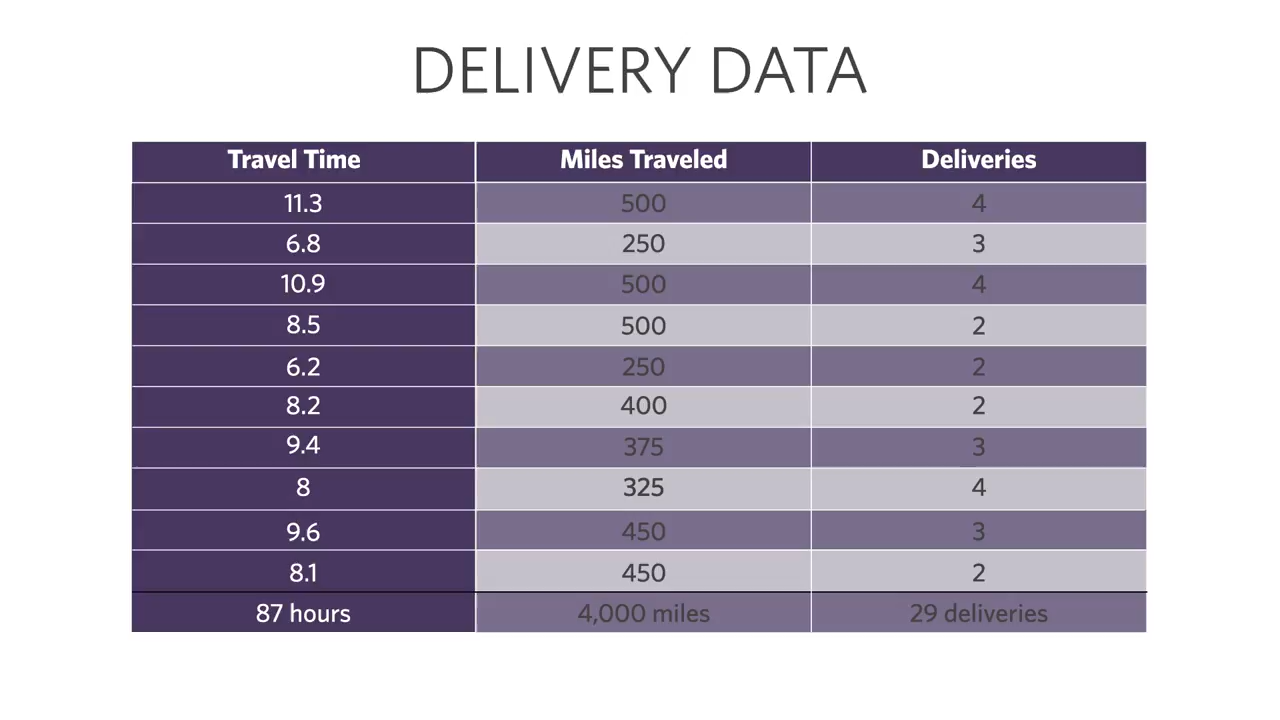 DELIVERY DATA
Travel Time Miles Traveled Deliveries
11.3 500 4
6.8 250 3
10.9 500 4
8.5 500 2
6.2 250 2
8.2 400 2
9.4 375 3
8 325 4
9.6 450 3
8.1 450 2
87 hours 4,000 miles 29 deliveries